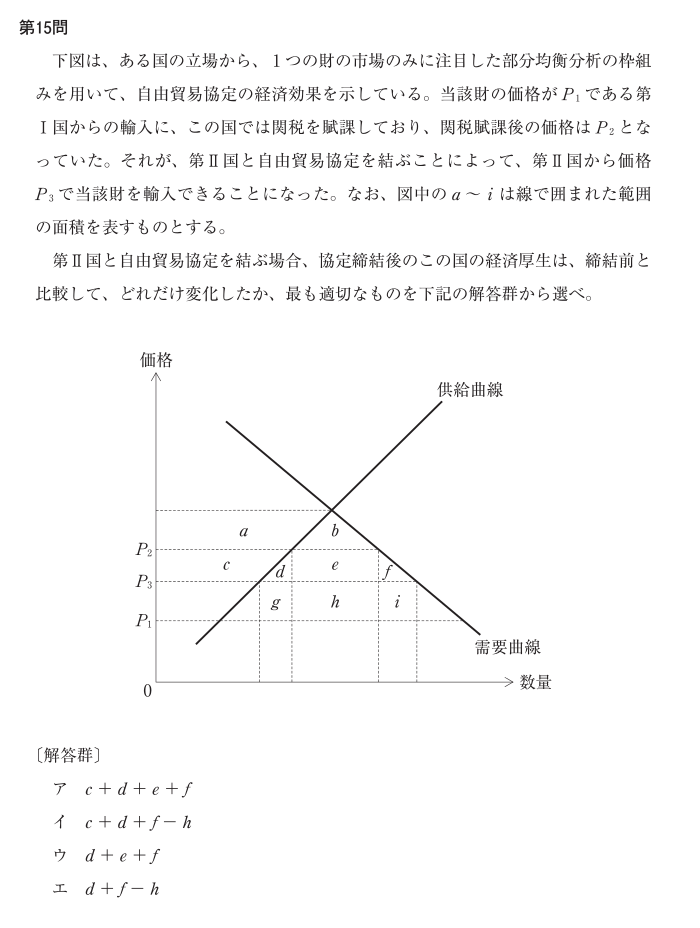 第15問
下図は、ある国の立場から、1つの財の市場のみに注目した部分均衡分析の枠組
みを用いて、自由貿易協定の経済効果を示している。当該財の価格がP₁である第
Ⅰ国からの輸入に、この国では関税を賦課しており、関税賦課後の価格はP₂とな
っていた。それが、第Ⅱ国と自由貿易協定を結ぶことによって、第Ⅱ国から価格
P₃で当該財を輸入できることになった。なお、図中のa〜iは線で囲まれた範囲
の面積を表すものとする。
第Ⅱ国と自由貿易協定を結ぶ場合、協定締結後のこの国の経済厚生は、締結前と
比較して、どれだけ変化したか、最も適切なものを下記の解答群から選べ。
価格
供給曲線
a b
P₂
c d e f
P₃
g h i
P₁
需要曲線
0 数量
〔解答群〕
ア c+d+e+f
イ c+d+f-h
ウ d+e+f
エ d+f-h